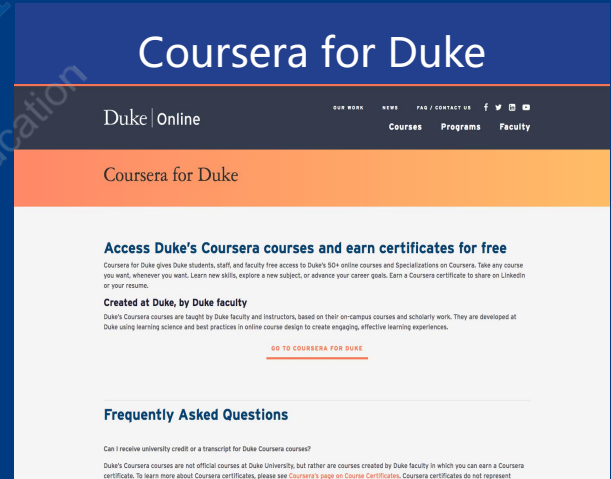 Coursera for Duke
Duke | Online
OUR WORK NEWS FAQ / CONTACT US
Courses Programs Faculty
Coursera for Duke
Access Duke's Coursera courses and earn certificates for free
Coursera for Duke gives Duke students, staff, and faculty free access to Duke's 50+ online courses and Specializations on Coursera. Take any course
you want, whenever you want. Learn new skills, explore a new subject, or advance your career goals. Earn a Coursera certificate to share on LinkedIn
or your resume.
Created at Duke, by Duke faculty
Duke's Coursera courses are taught by Duke faculty and instructors, based on their on-campus courses and scholarly work. They are developed at
Duke using learning science and best practices in online course design to create engaging, effective learning experiences.
GO TO COURSERA FOR DUKE
Frequently Asked Questions
Can I receive university credit or a transcript for Duke Coursera courses?
Duke's Coursera courses are not official courses at Duke University, but rather are courses created by Duke faculty in which you can earn a Coursera
certificate. To learn more about Coursera certificates, please see Coursera's page on Course Certificates. Coursera certificates do not represent